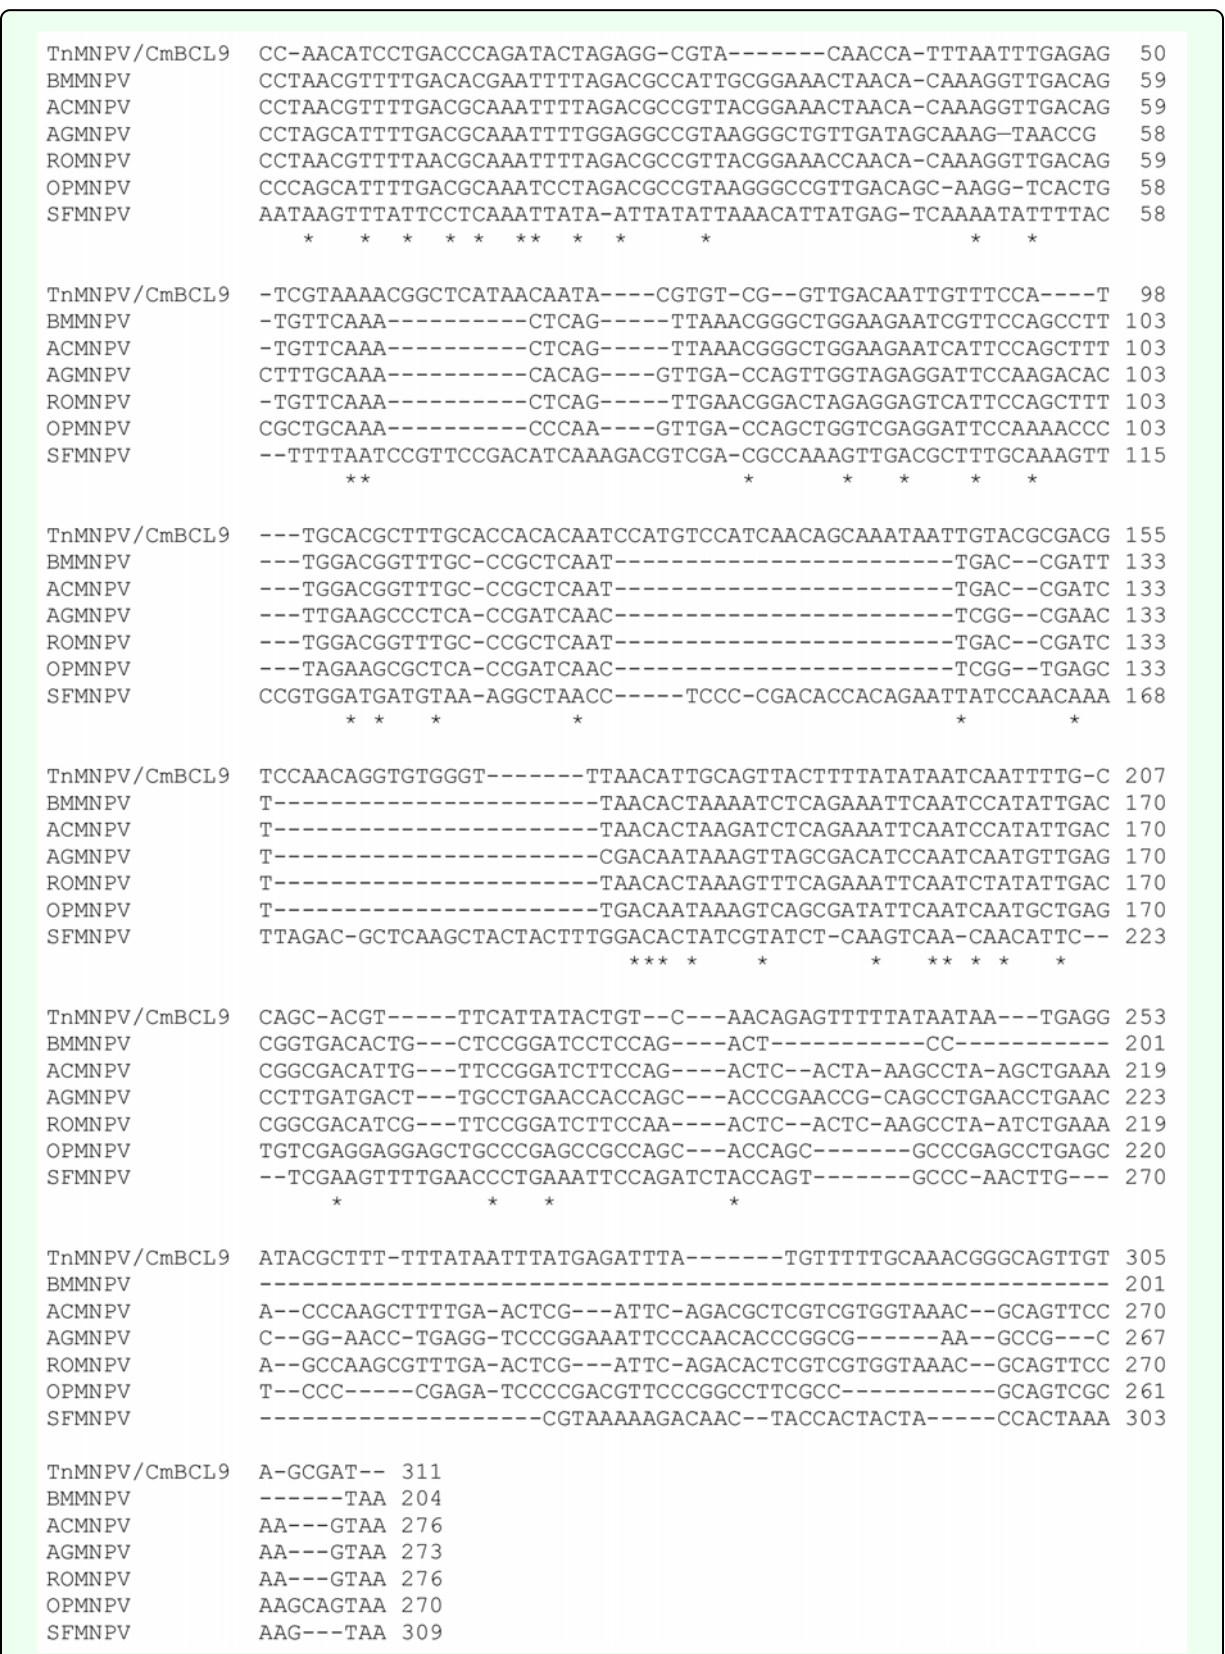 TnMNPV/CmBCL9  CC-AACATCCTGACCCAGATACTAGAGG-CGTA-------CAACCA-TTTAATTTGAGAG  50
BMMNPV         CCTAACGTTTTGACACGAATTTTAGACGCCATTGCGGAAACTAACA-CAAAGGTTGACAG  59
ACMNPV         CCTAACGTTTTGACGCAAATTTTAGACGCCGTTACGGAAACTAACA-CAAAGGTTGACAG  59
AGMNPV         CCTAGCATTTTGACGCAAATTTTGGAGGCCGTAAGGGCTGTTGATAGCAAAG—TAACCG  58
ROMNPV         CCTAACGTTTTAACGCAAATTTTAGACGCCGTTACGGAAACCAACA-CAAAGGTTGACAG  59
OPMNPV         CCCAGCATTTTGACGCAAATCCTAGACGCCGTAAGGGCCGTTGACAGC-AAGG-TCACTG  58
SFMNPV         AATAAGTTTATTCCTCAAATTATA-ATTATATTAAACATTATGAG-TCAAAATATTTTAC  58
                  *   *  *  * *  **  *  *     *                  *   *
TnMNPV/CmBCL9  -TCGTAAAACGGCTCATAACAATA----CGTGT-CG--GTTGACAATTGTTTCCA----T  98
BMMNPV         -TGTTCAAA----------CTCAG-----TTAAACGGGCTGGAAGAATCGTTCCAGCCTT 103
ACMNPV         -TGTTCAAA----------CTCAG-----TTAAACGGGCTGGAAGAATCATTCCAGCTTT 103
AGMNPV         CTTTGCAAA----------CACAG----GTTGA-CCAGTTGGTAGAGGATTCCAAGACAC 103
ROMNPV         -TGTTCAAA----------CTCAG-----TTGAACGGACTAGAGGAGTCATTCCAGCTTT 103
OPMNPV         CGCTGCAAA----------CCCAA----GTTGA-CCAGCTGGTCGAGGATTCCAAAACCC 103
SFMNPV         --TTTTAATCCGTTCCGACATCAAAGACGTCGA-CGCCAAAGTTGACGCTTTGCAAAGTT 115
                     **                          *      *   *    *   *
TnMNPV/CmBCL9  ---TGCACGCTTTGCACCACACAATCCATGTCCATCAACAGCAAATAATTGTACGCGACG 155
BMMNPV         ---TGGACGGTTTGC-CCGCTCAAT------------------------TGAC--CGATT 133
ACMNPV         ---TGGACGGTTTGC-CCGCTCAAT------------------------TGAC--CGATC 133
AGMNPV         ---TTGAAGCCCTCA-CCGATCAAC------------------------TCGG--CGAAC 133
ROMNPV         ---TGGACGGTTTGC-CCGCTCAAT------------------------TGAC--CGATC 133
OPMNPV         ---TAGAAGCGCTCA-CCGATCAAC------------------------TCGG--TGAGC 133
SFMNPV         CCGTGGATGATGTAA-AGGCTAACC-----TCCC-CGACACCACAGAATTATCCAACAAA 168
                     * *   *         *                          *       *
TnMNPV/CmBCL9  TCCAACAGGTGTGGGT-------TTAACATTGCAGTTACTTTTATATAATCAATTTTG-C 207
BMMNPV         T-----------------------TAACACTAAAATCTCAGAAATTCAATCCATATTGAC 170
ACMNPV         T-----------------------TAACACTAAGATCTCAGAAATTCAATCCATATTGAC 170
AGMNPV         T-----------------------CGACAATAAAGTTAGCGACATCCAATCAATGTTGAG 170
ROMNPV         T-----------------------TAACACTAAAGTTTCAGAAATTCAATCTATATTGAC 170
OPMNPV         T-----------------------TGACAATAAAGTCAGCGATATTCAATCAATGCTGAG 170
SFMNPV         TTAGAC-GCTCAAGCTACTACTTTGGACACTATCGTATCT-CAAGTCAA-CAACATTC-- 223
                                         *** *    *       *   ** * *   *
TnMNPV/CmBCL9  CAGC-ACGT-----TTCATTATACTGT--C---AACAGAGTTTTTATAATAA---TGAGG 253
BMMNPV         CGGTGACACTG---CTCCGGATCCTCCAG----ACT-----------CC----------- 201
ACMNPV         CGGCGACATTG---TTCCGGATCTTCCAG----ACTC--ACTA-AAGCCTA-AGCTGAAA 219
AGMNPV         CCTTGATGACT---TGCCTGAACCACCAGC---ACCCGAACCG-CAGCCTGAACCTGAAC 223
ROMNPV         CGGCGACATCG---TTCCGGATCTTCCAA----ACTC--ACTC-AAGCCTA-ATCTGAAA 219
OPMNPV         TGTCGAGGAGGAGCTGCCCGAGCCGCCAGC---ACCAGC-------GCCCGAGCCTGAGC 220
SFMNPV         --TCGAAGTTTTGAACCCTGAAATTCCAGATCTACCAGT-------GCCC-AACTTG--- 270
                    *          *   *            *
TnMNPV/CmBCL9  ATACGCTTT-TTTATAATTTATGAGATTTA-------TGTTTTTGCAAACGGGCAGTTGT 305
BMMNPV         ------------------------------------------------------------ 201
ACMNPV         A--CCCAAGCTTTTGA-ACTCG---ATTC-AGACGCTCGTCGTGGTAAAC--GCAGTTCC 270
AGMNPV         C--GG-AACC-TGAGG-TCCCGGAAATTCCCAACACCCGGCG------AA--GCCG---C 267
ROMNPV         A--GCCAAGCGTTTGA-ACTCG---ATTC-AGACACTCGTCGTGGTAAAC--GCAGTTCC 270
OPMNPV         T--CCC-----CGAGA-TCCCCGACGTTCCCGGCCTTCGCC-----------GCAGTCGC 261
SFMNPV         --------------------CGTAAAAAGACAAC--TACCACTACTA-----CCACTAAA 303
TnMNPV/CmBCL9  A-GCGAT-- 311
BMMNPV         ------TAA 204
ACMNPV         AA---GTAA 276
AGMNPV         AA---GTAA 273
ROMNPV         AA---GTAA 276
OPMNPV         AAGCAGTAA 270
SFMNPV         AAG---TAA 309